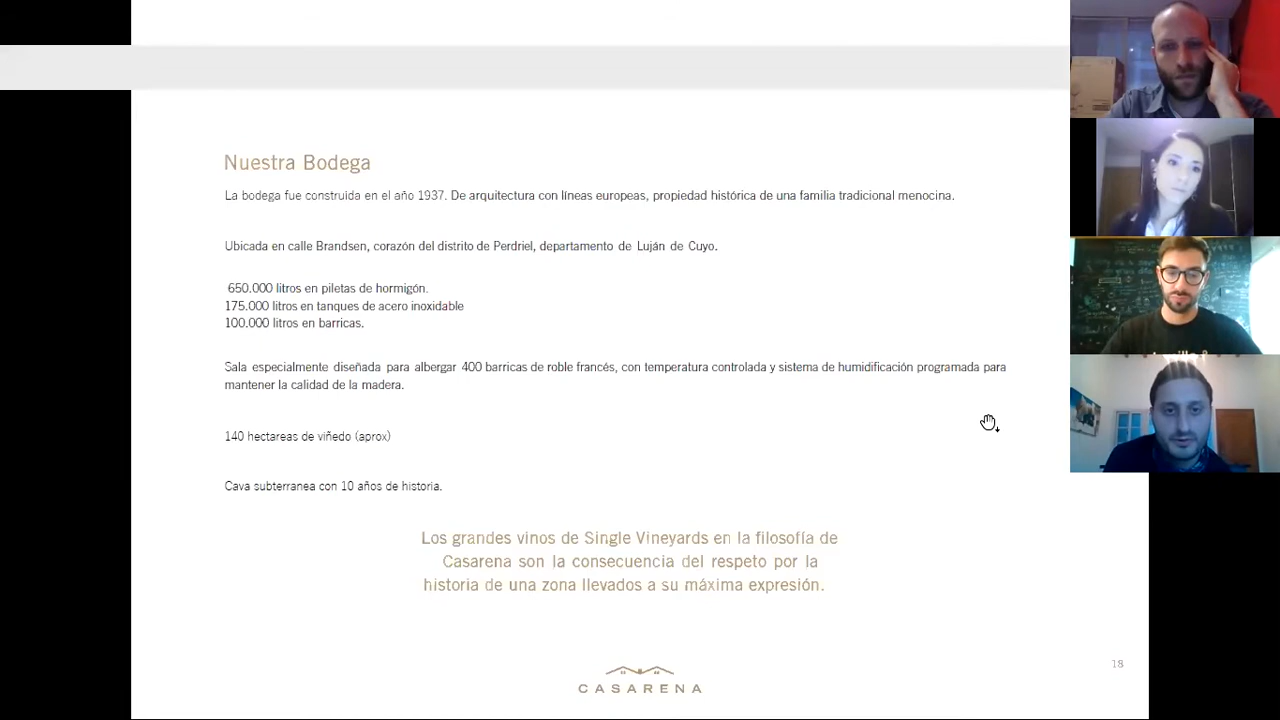 Nuestra Bodega
La bodega fue construida en el año 1937. De arquitectura con líneas europeas, propiedad histórica de una familia tradicional menocina.
Ubicada en calle Brandsen, corazón del distrito de Perdriel, departamento de Luján de Cuyo.
650.000 litros en piletas de hormigón.
175.000 litros en tanques de acero inoxidable
100.000 litros en barricas.
Sala especialmente diseñada para albergar 400 barricas de roble francés, con temperatura controlada y sistema de humidificación programada para
mantener la calidad de la madera.
140 hectareas de viñedo (aprox)
Cava subterranea con 10 años de historia.
Los grandes vinos de Single Vineyards en la filosofía de
Casarena son la consecuencia del respeto por la
historia de una zona llevados a su máxima expresión.
18
CASARENA